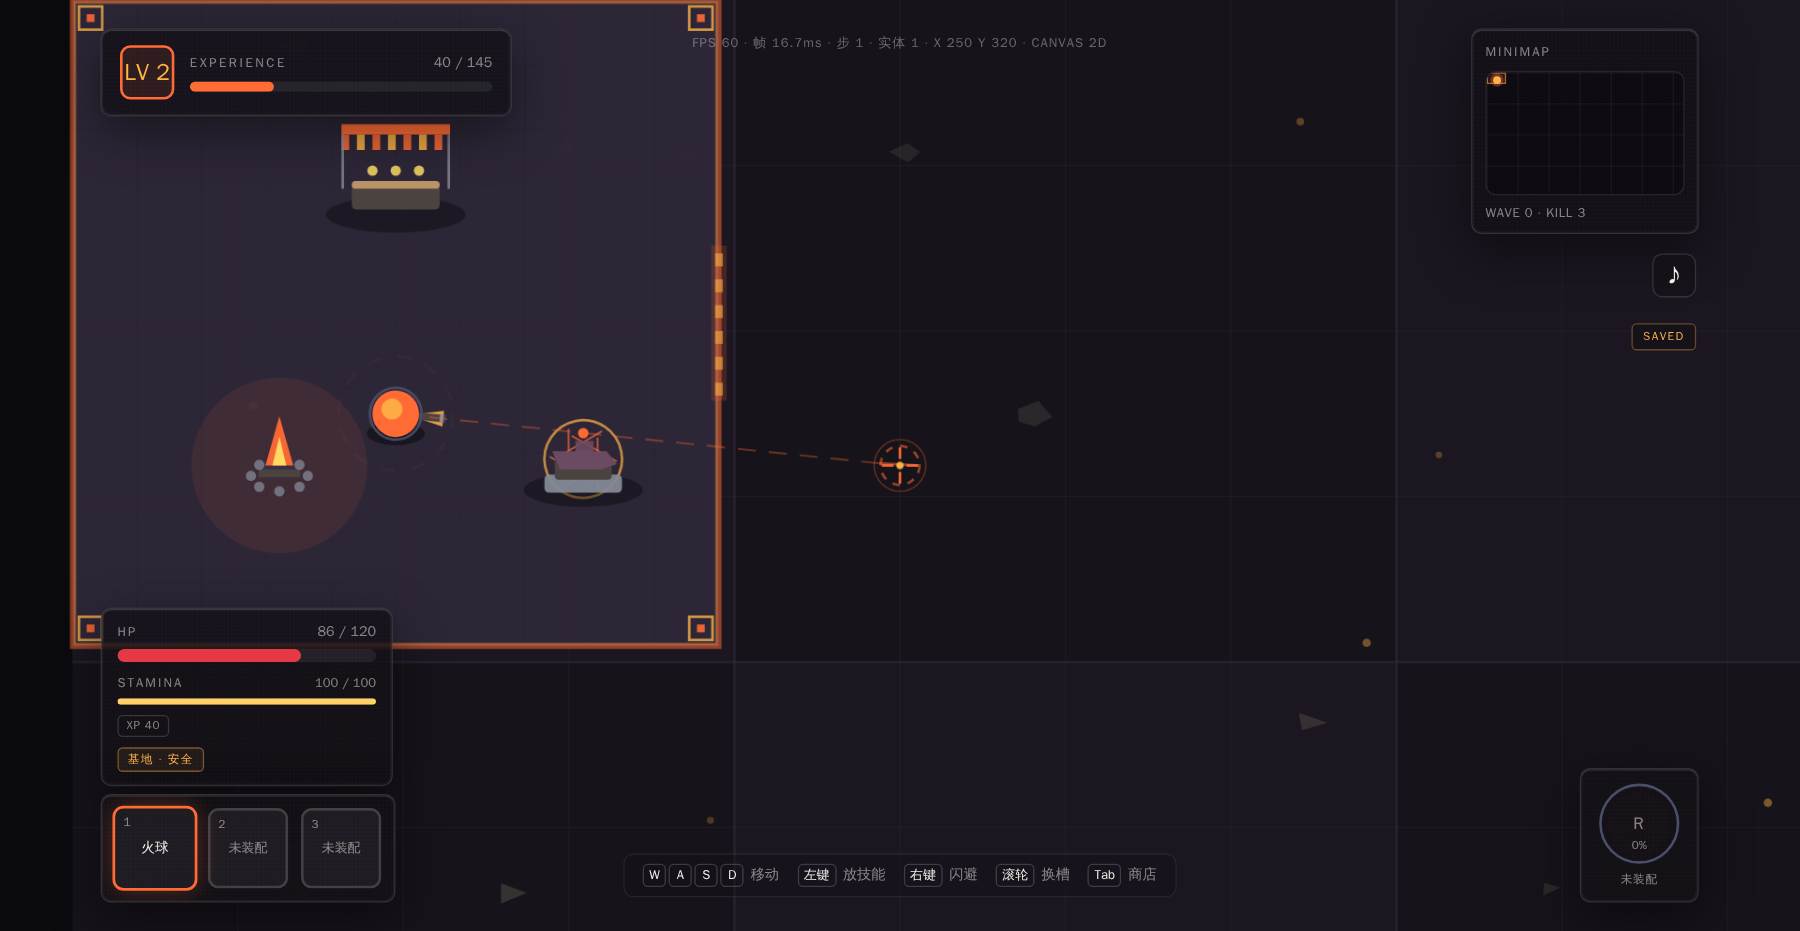 FPS 60 · 帧 16.7ms · 步 1 · 实体 1 · X 250 Y 320 · CANVAS 2D
LV 2
EXPERIENCE 40 / 145
MINIMAP
WAVE 0 · KILL 3
♪
SAVED
HP 86 / 120
STAMINA 100 / 100
XP 40
基地 · 安全
1 火球
2 未装配
3 未装配
W A S D 移动 左键 放技能 右键 闪避 滚轮 换槽 Tab 商店
R
0%
未装配